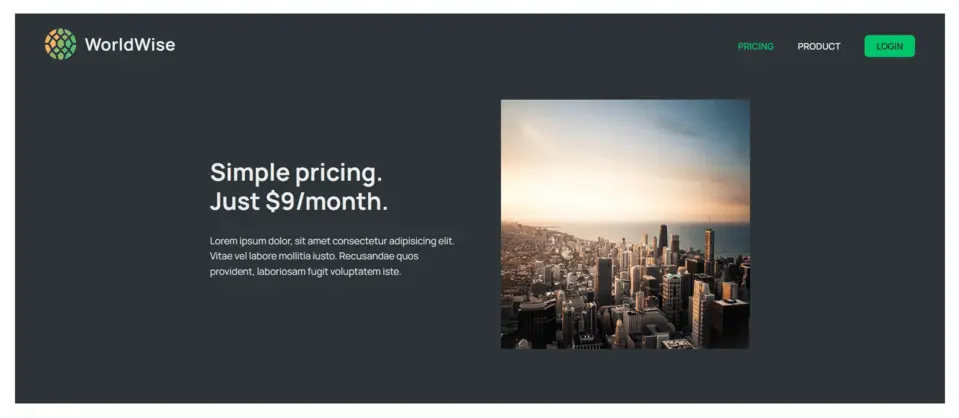 WorldWise
PRICING
PRODUCT
LOGIN
Simple pricing.
Just $9/month.
Lorem ipsum dolor, sit amet consectetur adipisicing elit.
Vitae vel labore mollitia iusto. Recusandae quos
provident, laboriosam fugit voluptatem iste.